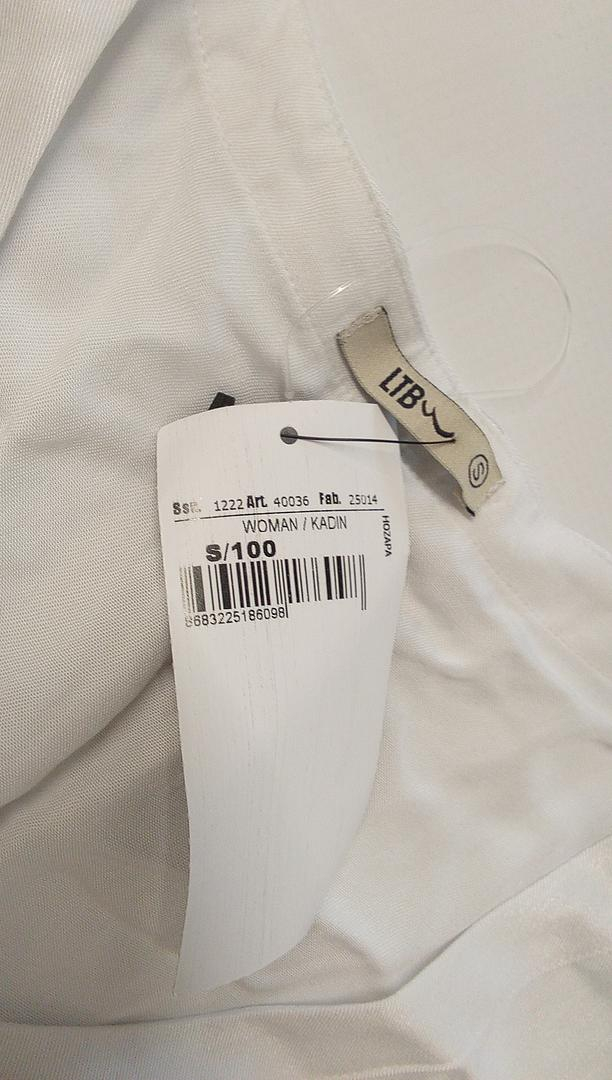 LTB
S
Ssn. 1222 Art. 40036 Fab. 25014
WOMAN / KADIN
HOZAPA
S/100
8683225186098